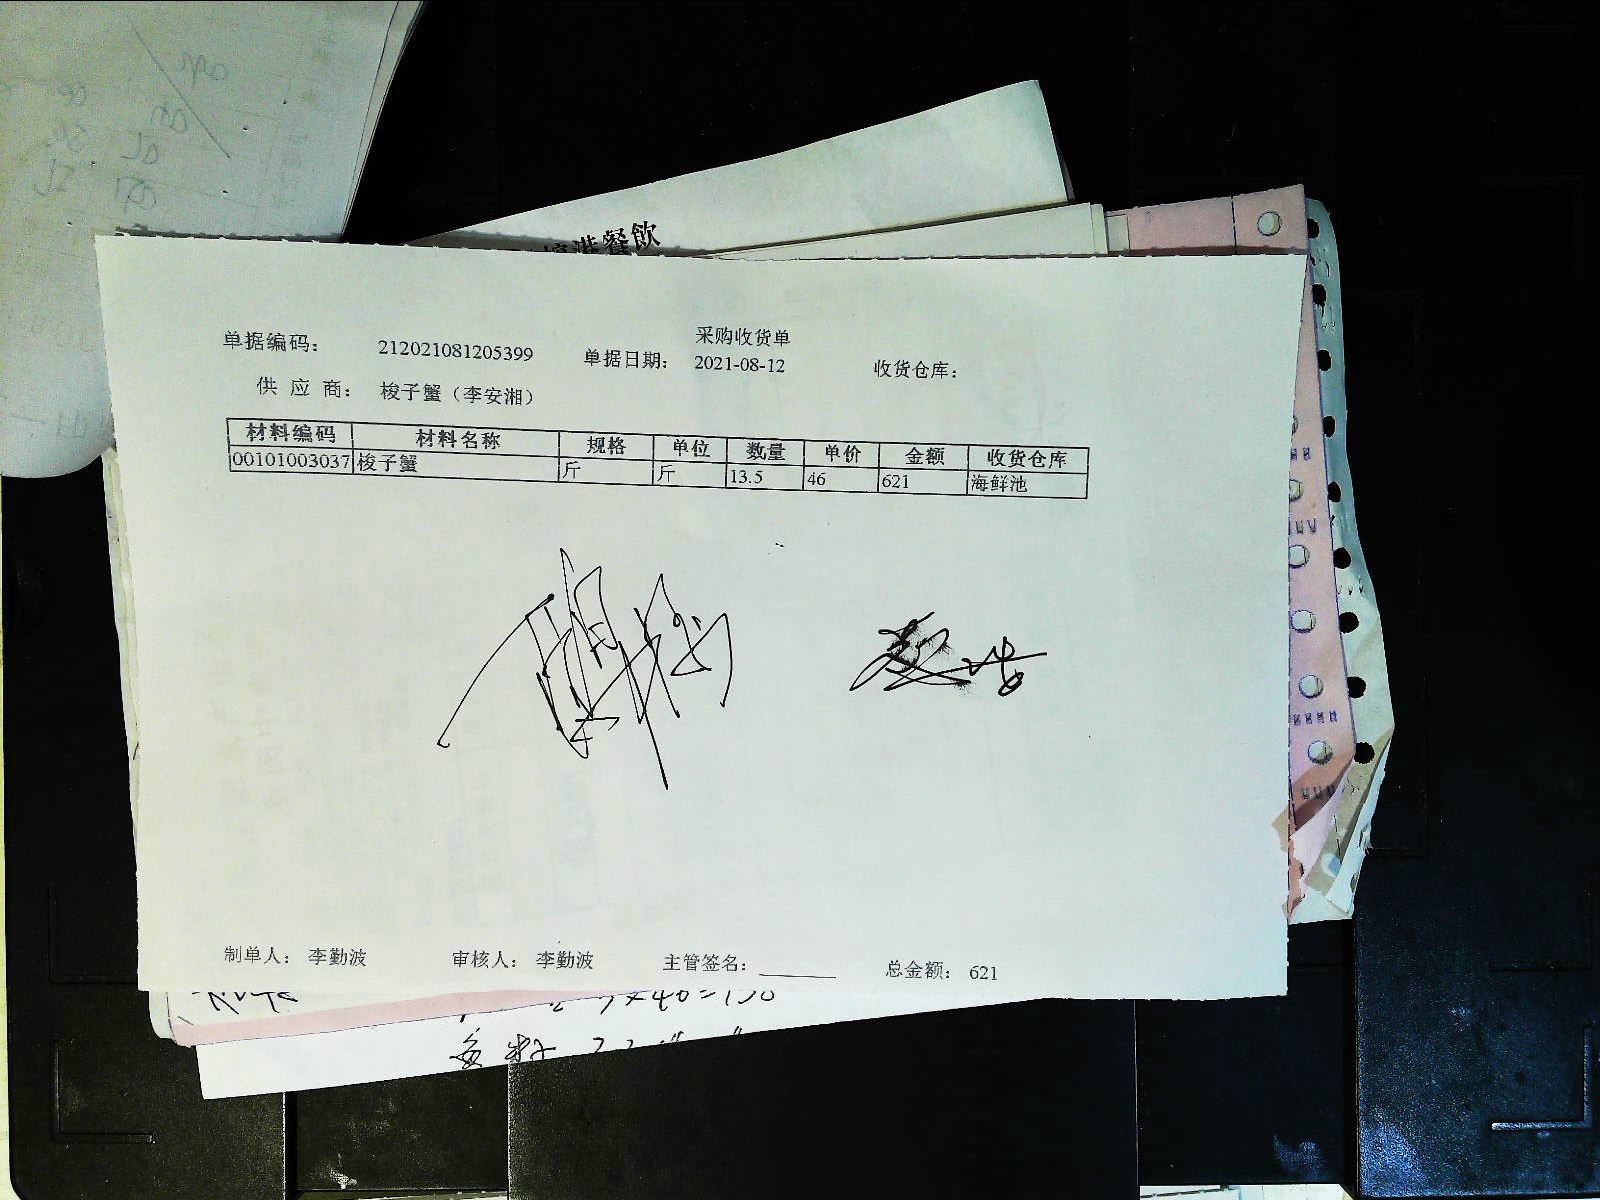 餐飲
采购收货单
单据编码： 212021081205399 单据日期： 2021-08-12 收货仓库：
供 应 商： 梭子蟹（李安湘）
材料编码 材料名称 规格 单位 数量 单价 金额 收货仓库
00101003037 梭子蟹 斤 斤 13.5 46 621 海鲜池
制单人： 李勤波 审核人： 李勤波 主管签名： 总金额： 621